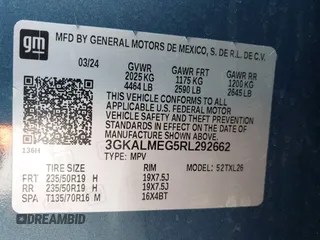 gm
MFD BY GENERAL MOTORS DE MEXICO, S. DE R.L. DE C.V.
03/24 GVWR GAWR FRT GAWR RR
2025 KG 1175 KG 1200 KG
4464 LB 2590 LB 2645 LB
THIS VEHICLE CONFORMS TO ALL
APPLICABLE U.S. FEDERAL MOTOR
VEHICLE SAFETY, BUMPER, AND THEFT
PREVENTION STANDARDS IN EFFECT ON
THE DATE OF MANUFACTURE SHOWN ABOVE.
3GKALMEG5RL292662
136H TYPE: MPV MODEL: 52TXL26
TIRE SIZE RIM
FRT 235/50R19 H 19X7.5J
RR 235/50R19 H 19X7.5J
SPA T135/70R16 M 16X4BT
DREAMBID